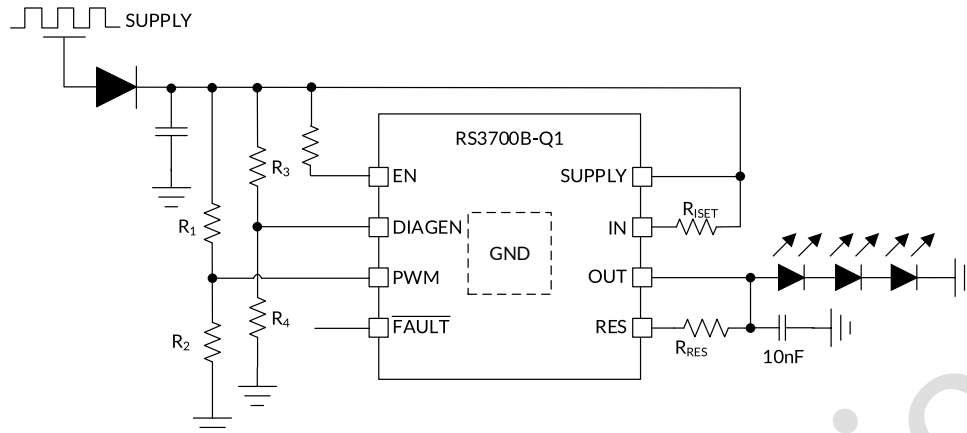 SUPPLY
RS3700B-Q1
EN
SUPPLY
R3
DIAGEN
IN
RISET
R1
GND
PWM
OUT
R4
FAULT
RES
R2
RRES
10nF